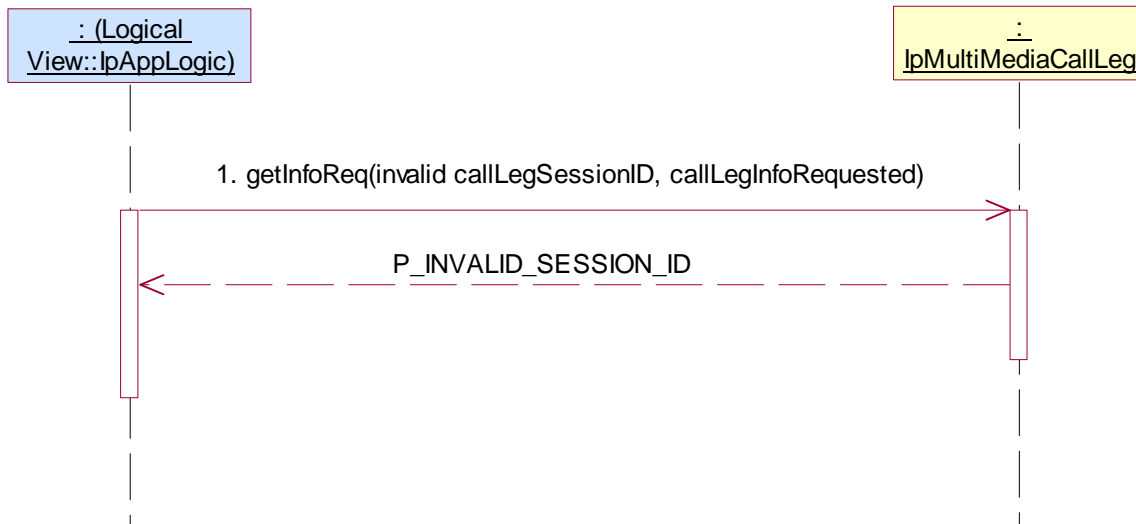 : (Logical
View::IpAppLogic)
:
IpMultiMediaCallLeg
1. getInfoReq(invalid callLegSessionID, callLegInfoRequested)
P_INVALID_SESSION_ID